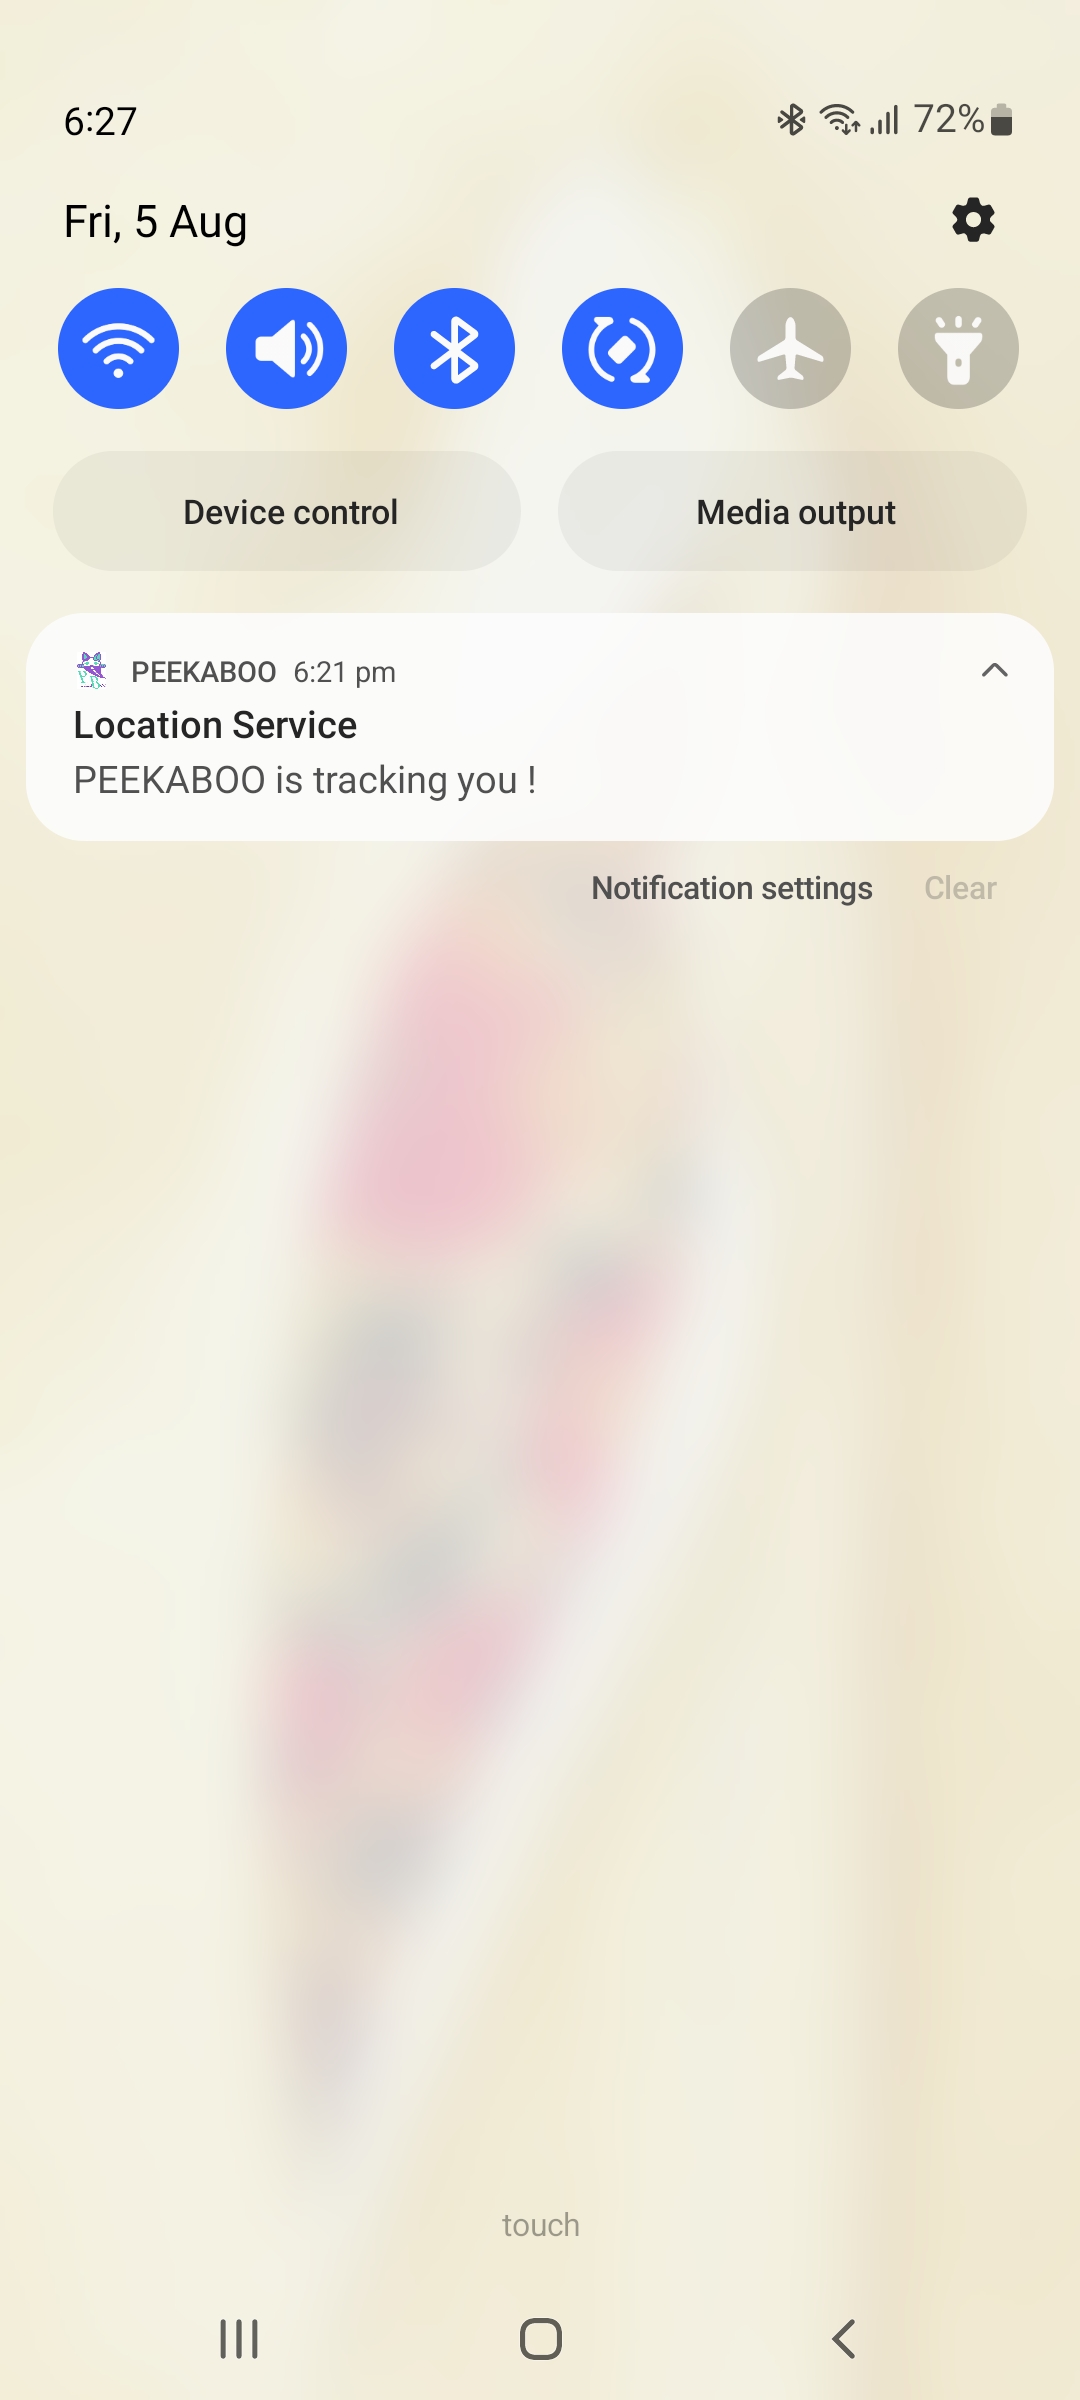 6:27 72%
Fri, 5 Aug
Device control Media output
PEEKABOO 6:21 pm
Location Service
PEEKABOO is tracking you !
Notification settings Clear
touch